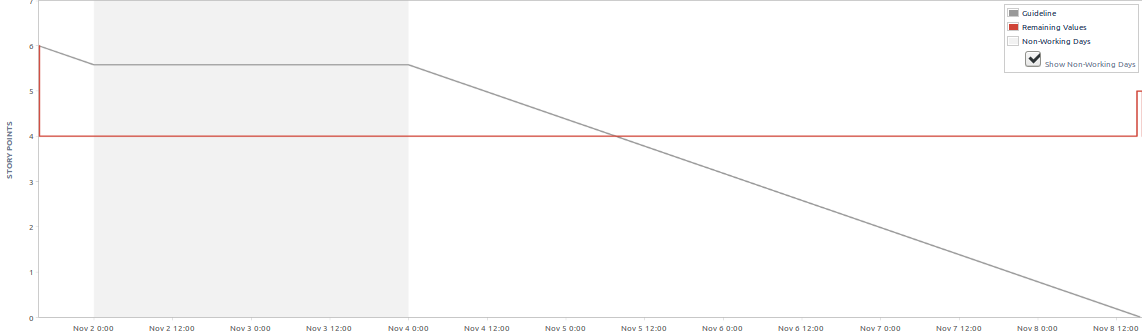 7
Guideline
Remaining Values
Non-Working Days
Show Non-Working Days
6
5
4
3
2
1
0
STORY POINTS
Nov 2 0:00 Nov 2 12:00 Nov 3 0:00 Nov 3 12:00 Nov 4 0:00 Nov 4 12:00 Nov 5 0:00 Nov 5 12:00 Nov 6 0:00 Nov 6 12:00 Nov 7 0:00 Nov 7 12:00 Nov 8 0:00 Nov 8 12:00